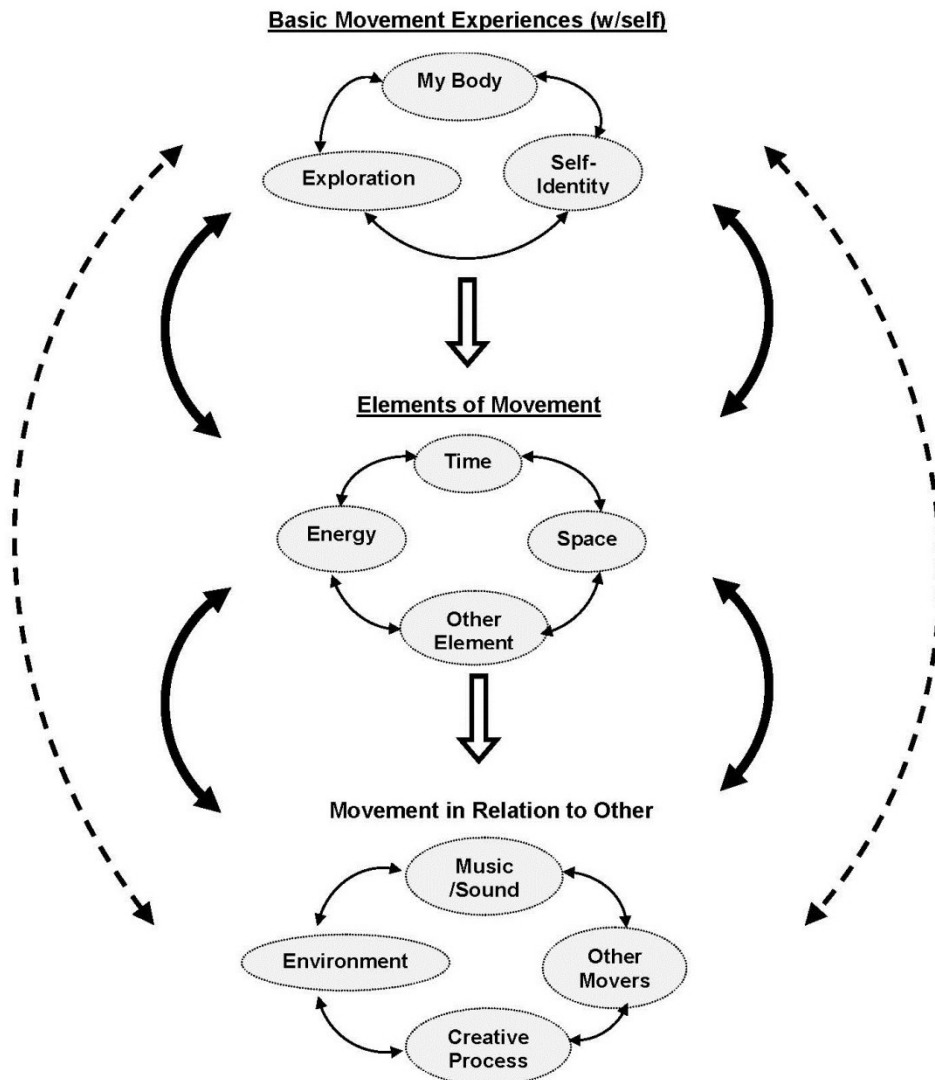 Basic Movement Experiences (w/self)
My Body
Exploration
Self-
Identity
Elements of Movement
Time
Energy
Space
Other
Element
Movement in Relation to Other
Music
/Sound
Environment
Other
Movers
Creative
Process